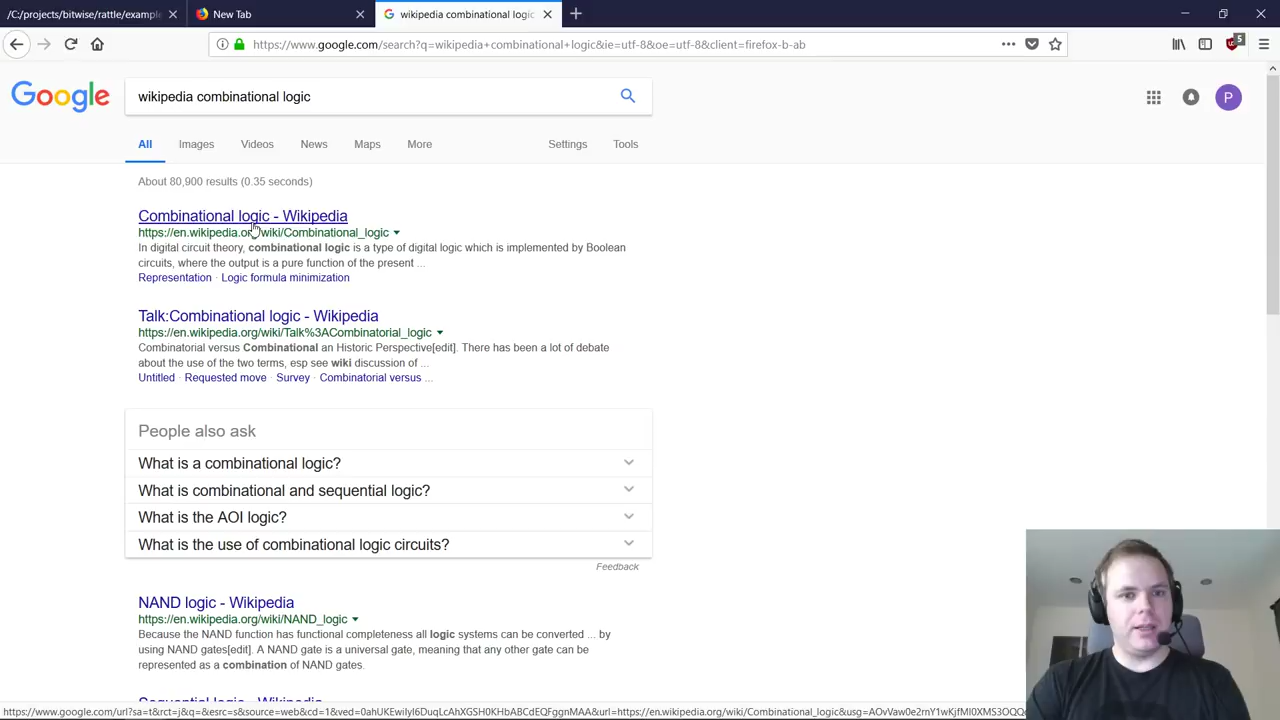 /C:/projects/bitwise/rattle/example
New Tab
wikipedia combinational logic
https://www.google.com/search?q=wikipedia+combinational+logic&ie=utf-8&oe=utf-8&client=firefox-b-ab
5
Google
wikipedia combinational logic
P
All
Images
Videos
News
Maps
More
Settings
Tools
About 80,900 results (0.35 seconds)
Combinational logic - Wikipedia
https://en.wikipedia.org/wiki/Combinational_logic
In digital circuit theory, combinational logic is a type of digital logic which is implemented by Boolean
circuits, where the output is a pure function of the present ...
Representation · Logic formula minimization
Talk:Combinational logic - Wikipedia
https://en.wikipedia.org/wiki/Talk%3ACombinatorial_logic
Combinatorial versus Combinational an Historic Perspective[edit]. There has been a lot of debate
about the use of the two terms, esp see wiki discussion of ...
Untitled · Requested move · Survey · Combinatorial versus ...
People also ask
What is a combinational logic?
What is combinational and sequential logic?
What is the AOI logic?
What is the use of combinational logic circuits?
Feedback
NAND logic - Wikipedia
https://en.wikipedia.org/wiki/NAND_logic
Because the NAND function has functional completeness all logic systems can be converted ... by
using NAND gates[edit]. A NAND gate is a universal gate, meaning that any other gate can be
represented as a combination of NAND gates.
Sequential logic - Wikipedia